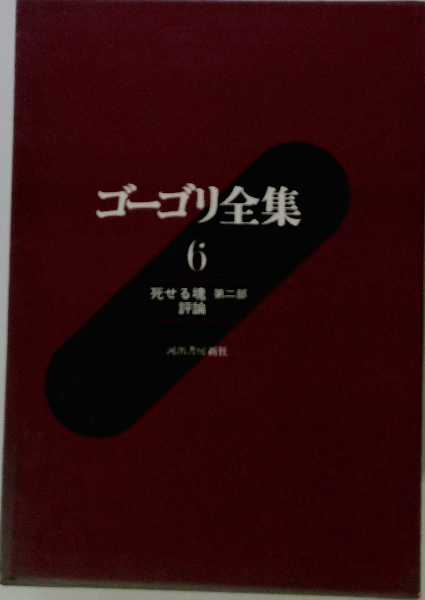 ゴーゴリ全集
6
死せる魂 第二部
評論
河出書房新社